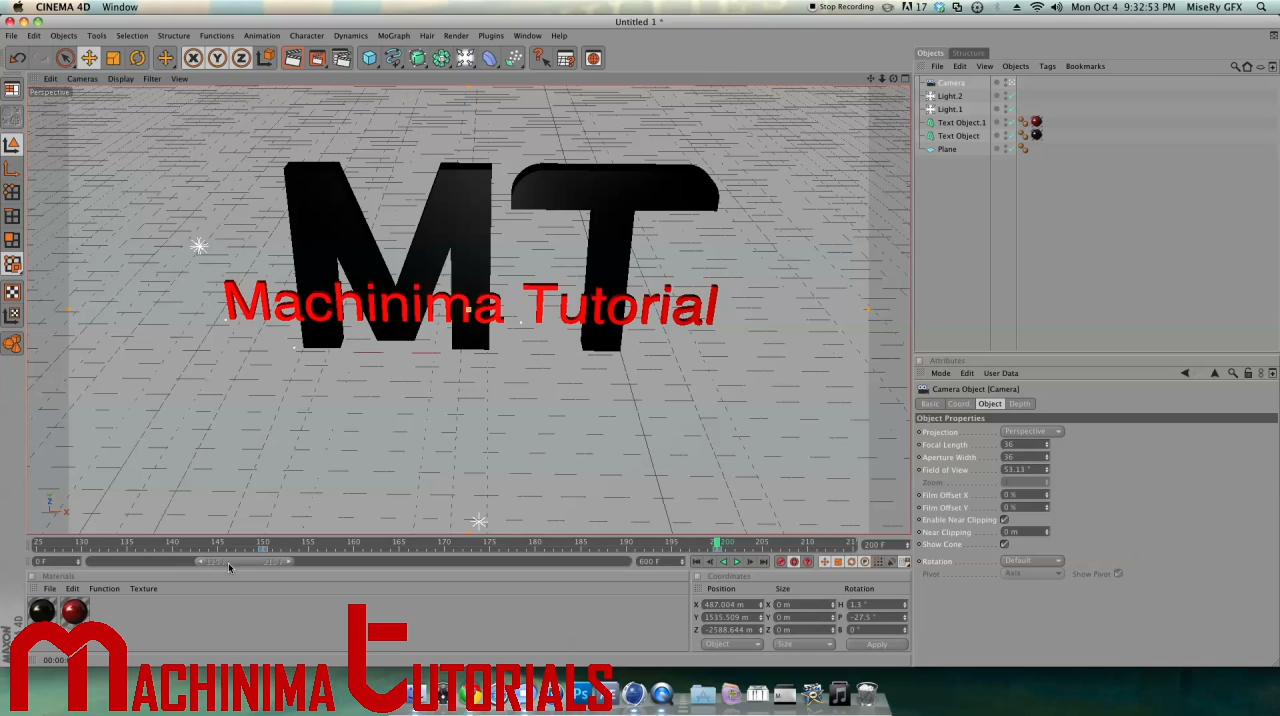 CINEMA 4D Window Stop Recording 17 Mon Oct 4 9:32:53 MiseRy GFX
Untitled 1 *
File Edit Objects Tools Selection Structure Functions Animation Character Dynamics MoGraph Hair Render Plugins Window Help
Objects Structure
File Edit View Objects Tags Bookmarks
Edit Cameras Display Filter View
Perspective
Camera
Light.2
Light.1
Text Object.1
Text Object
Plane
MT
Machinima Tutorial
Attributes
Mode Edit User Data
Camera Object [Camera]
Basic Coord. Object Depth
Object Properties
Projection Perspective
Focal Length 36
Aperture Width 36
Field of View 53.13 °
Zoom
Film Offset X 0 %
Film Offset Y 0 %
Enable Near Clipping
Near Clipping 0 m
Show Cone
Rotation Default
Pivot Axis Show Pivot
25 130 135 140 145 150 155 160 165 170 175 180 185 190 195 200 205 210 21 200 F
0 F 600 F
Materials
File Edit Function Texture
Coordinates
Position Size Rotation
X 487.004 m X 0 m H 1.3 °
Y 1535.509 m Y 0 m P -27.5 °
Z -2588.644 m Z 0 m B 0 °
Object Size Apply
MAXON
00:00:0
Machinima Tutorials
Ps